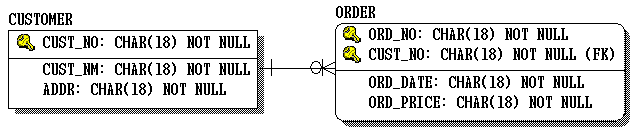 CUSTOMER
CUST_NO: CHAR(18) NOT NULL
CUST_NM: CHAR(18) NOT NULL
ADDR: CHAR(18) NOT NULL
ORDER
ORD_NO: CHAR(18) NOT NULL
CUST_NO: CHAR(18) NOT NULL (FK)
ORD_DATE: CHAR(18) NOT NULL
ORD_PRICE: CHAR(18) NOT NULL